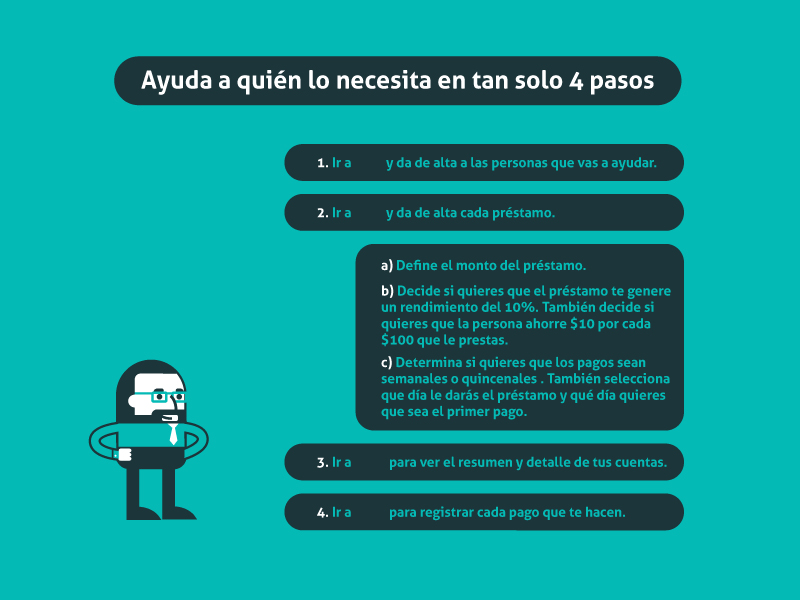 Ayuda a quién lo necesita en tan solo 4 pasos
1. Ir a y da de alta a las personas que vas a ayudar.
2. Ir a y da de alta cada préstamo.
a) Define el monto del préstamo.
b) Decide si quieres que el préstamo te genere
un rendimiento del 10%. También decide si
quieres que la persona ahorre $10 por cada
$100 que le prestas.
c) Determina si quieres que los pagos sean
semanales o quincenales . También selecciona
que día le darás el préstamo y qué día quieres
que sea el primer pago.
3. Ir a para ver el resumen y detalle de tus cuentas.
4. Ir a para registrar cada pago que te hacen.